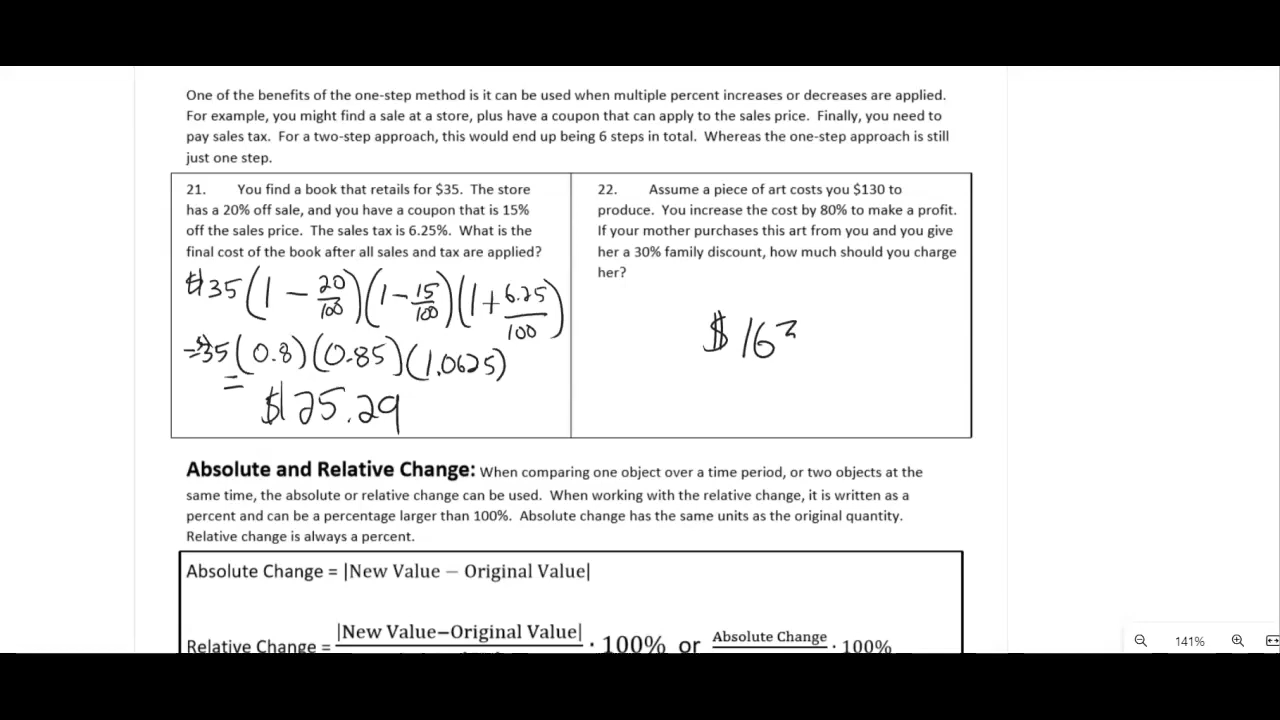 One of the benefits of the one-step method is it can be used when multiple percent increases or decreases are applied.
For example, you might find a sale at a store, plus have a coupon that can apply to the sales price. Finally, you need to
pay sales tax. For a two-step approach, this would end up being 6 steps in total. Whereas the one-step approach is still
just one step.
21. You find a book that retails for $35. The store
has a 20% off sale, and you have a coupon that is 15%
off the sales price. The sales tax is 6.25%. What is the
final cost of the book after all sales and tax are applied?
$35(1 - 20/100)(1 - 15/100)(1 + 6.25/100)
=$35(0.8)(0.85)(1.0625)
=
$25.29
22. Assume a piece of art costs you $130 to
produce. You increase the cost by 80% to make a profit.
If your mother purchases this art from you and you give
her a 30% family discount, how much should you charge
her?
$163
Absolute and Relative Change: When comparing one object over a time period, or two objects at the
same time, the absolute or relative change can be used. When working with the relative change, it is written as a
percent and can be a percentage larger than 100%. Absolute change has the same units as the original quantity.
Relative change is always a percent.
Absolute Change = |New Value − Original Value|
Relative Change = |New Value−Original Value| · 100% or Absolute Change · 100%
141%